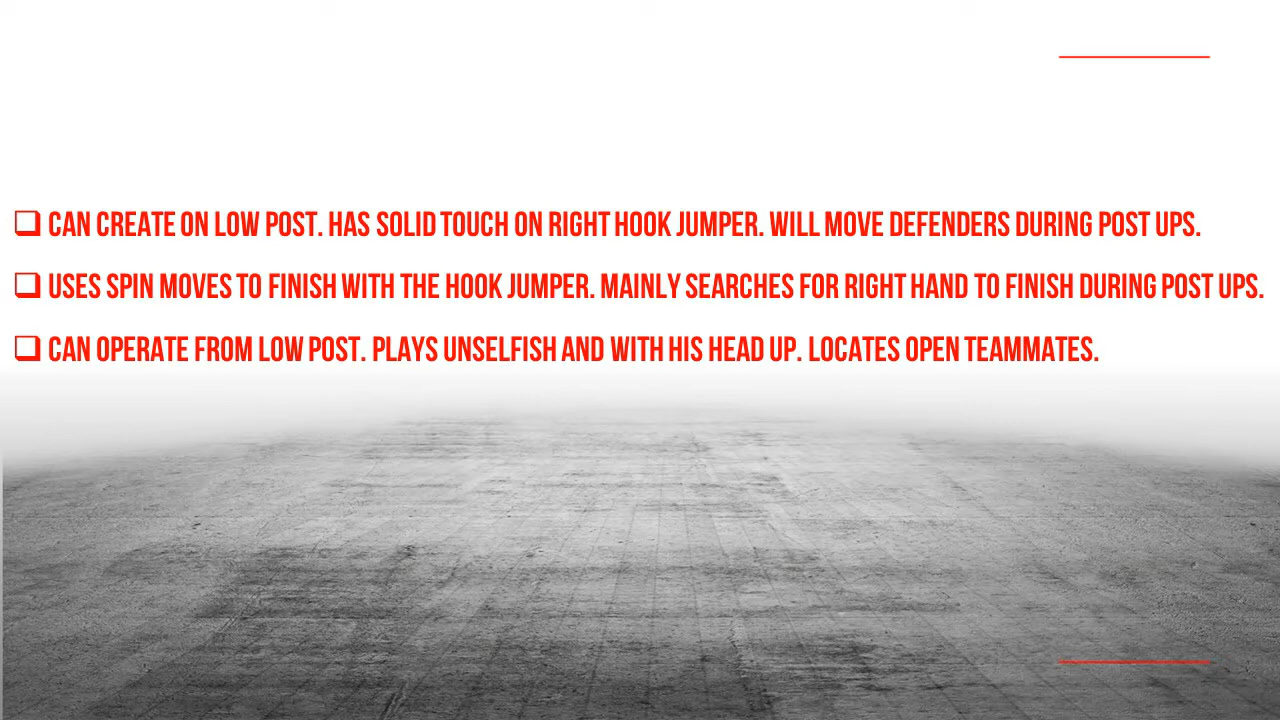 ❑ CAN CREATE ON LOW POST. HAS SOLID TOUCH ON RIGHT HOOK JUMPER. WILL MOVE DEFENDERS DURING POST UPS.
❑ USES SPIN MOVES TO FINISH WITH THE HOOK JUMPER. MAINLY SEARCHES FOR RIGHT HAND TO FINISH DURING POST UPS.
❑ CAN OPERATE FROM LOW POST. PLAYS UNSELFISH AND WITH HIS HEAD UP. LOCATES OPEN TEAMMATES.